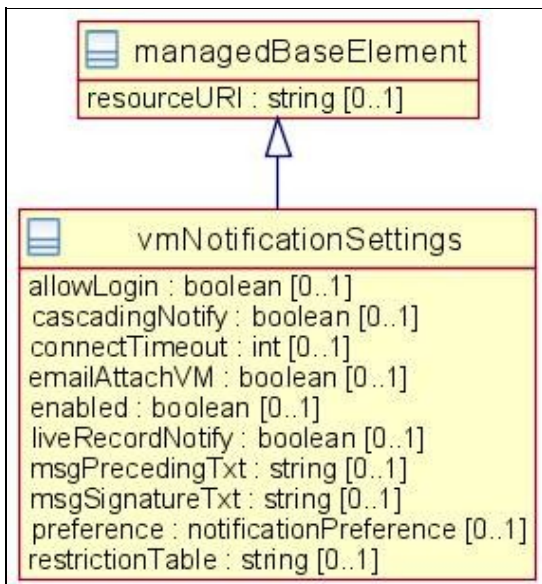 managedBaseElement
resourceURI : string [0..1]
vmNotificationSettings
allowLogin : boolean [0..1]
cascadingNotify : boolean [0..1]
connectTimeout : int [0..1]
emailAttachVM : boolean [0..1]
enabled : boolean [0..1]
liveRecordNotify : boolean [0..1]
msgPrecedingTxt : string [0..1]
msgSignatureTxt : string [0..1]
preference : notificationPreference [0..1]
restrictionTable : string [0..1]